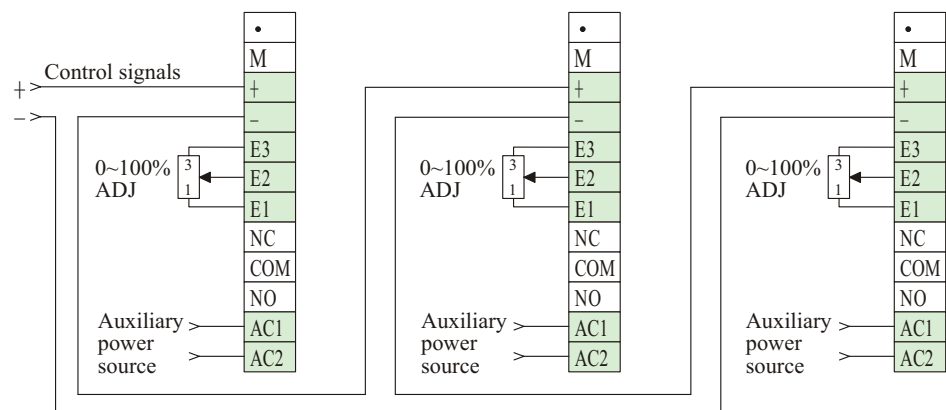 •
M
+
–
E3
E2
E1
NC
COM
NO
AC1
AC2
+ Control signals
–
0~100%
ADJ
3
1
Auxiliary
power
source
•
M
+
–
E3
E2
E1
NC
COM
NO
AC1
AC2
0~100%
ADJ
3
1
Auxiliary
power
source
•
M
+
–
E3
E2
E1
NC
COM
NO
AC1
AC2
0~100%
ADJ
3
1
Auxiliary
power
source